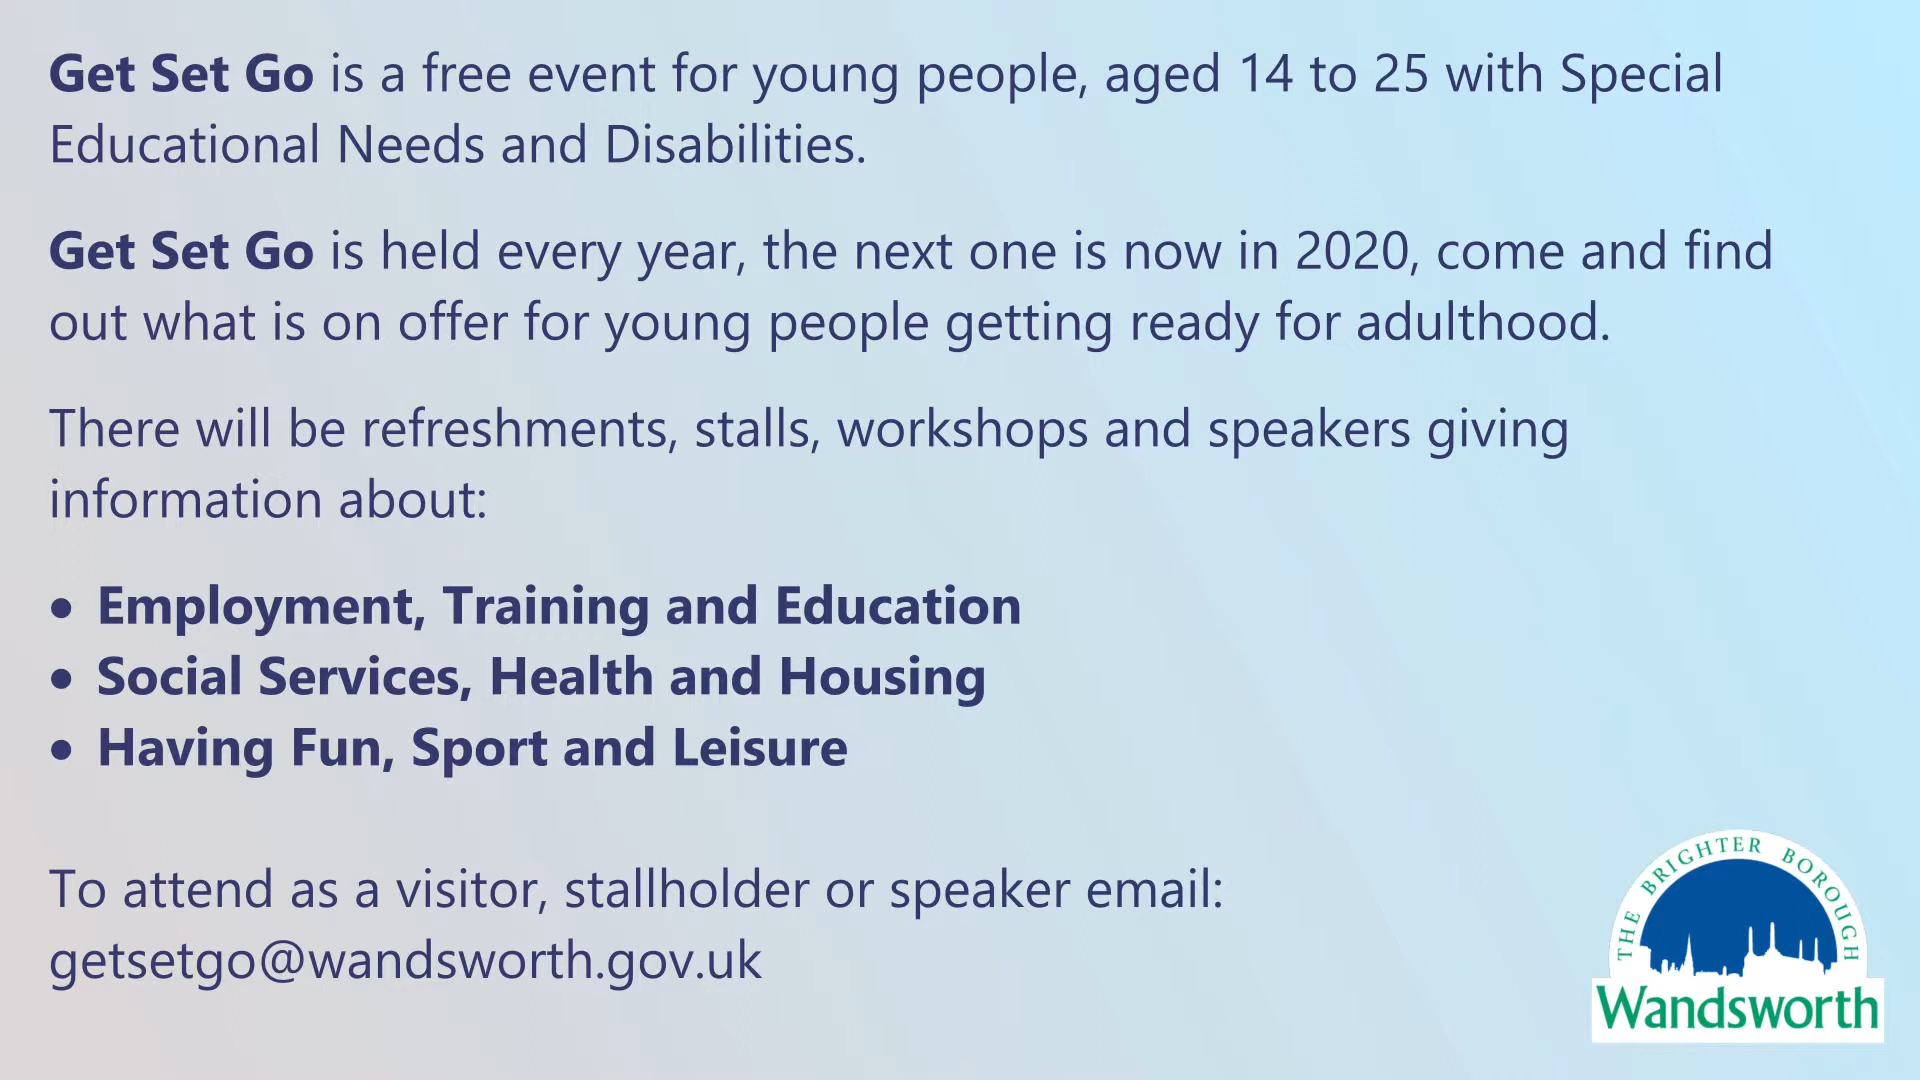 Get Set Go is a free event for young people, aged 14 to 25 with Special
Educational Needs and Disabilities.
Get Set Go is held every year, the next one is now in 2020, come and find
out what is on offer for young people getting ready for adulthood.
There will be refreshments, stalls, workshops and speakers giving
information about:
• Employment, Training and Education
• Social Services, Health and Housing
• Having Fun, Sport and Leisure
To attend as a visitor, stallholder or speaker email:
getsetgo@wandsworth.gov.uk
THE BRIGHTER BOROUGH
Wandsworth